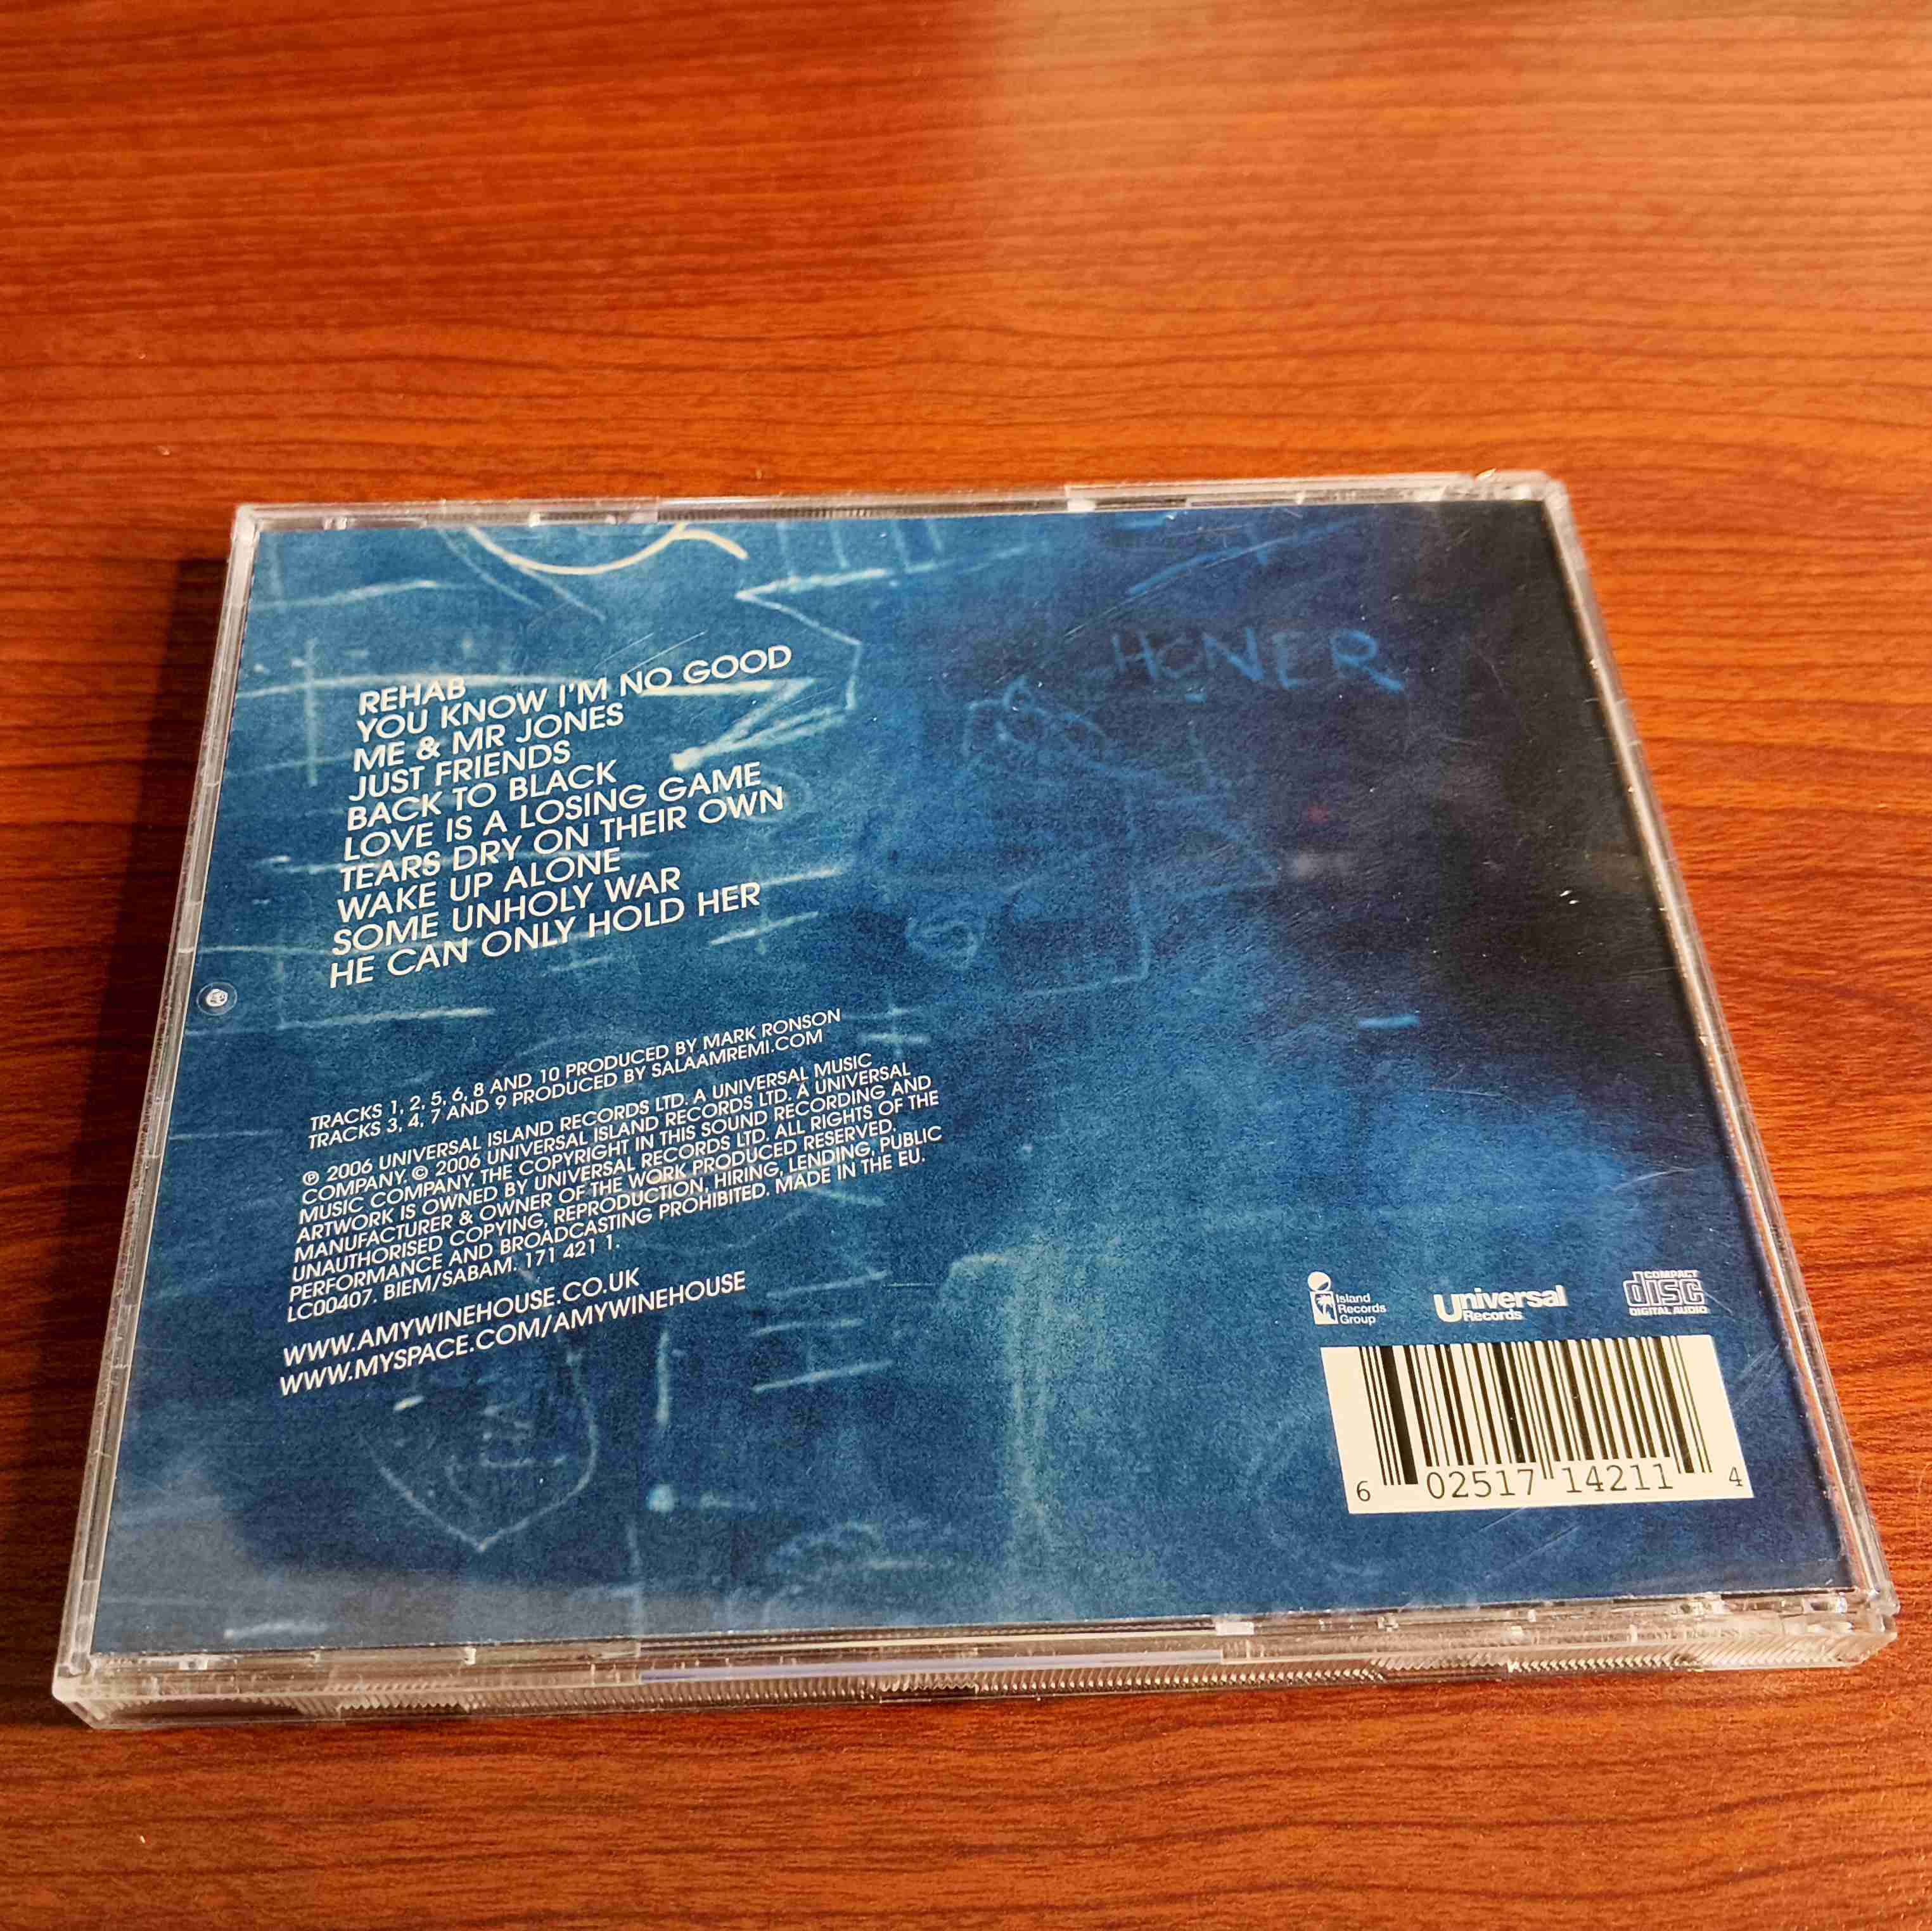 HONER
REHAB
YOU KNOW I'M NO GOOD
ME & MR JONES
JUST FRIENDS
BACK TO BLACK
LOVE IS A LOSING GAME
TEARS DRY ON THEIR OWN
WAKE UP ALONE
SOME UNHOLY WAR
HE CAN ONLY HOLD HER
TRACKS 1, 2, 5, 6, 8 AND 10 PRODUCED BY MARK RONSON
TRACKS 3, 4, 7 AND 9 PRODUCED BY SALAAMREMI.COM
℗ 2006 UNIVERSAL ISLAND RECORDS LTD. A UNIVERSAL MUSIC
COMPANY. © 2006 UNIVERSAL ISLAND RECORDS LTD. A UNIVERSAL
MUSIC COMPANY. THE COPYRIGHT IN THIS SOUND RECORDING AND
ARTWORK IS OWNED BY UNIVERSAL RECORDS LTD. ALL RIGHTS OF THE
MANUFACTURER & OWNER OF THE WORK PRODUCED RESERVED.
UNAUTHORISED COPYING, REPRODUCTION, HIRING, LENDING, PUBLIC
PERFORMANCE AND BROADCASTING PROHIBITED. MADE IN THE EU.
LC00407. BIEM/SABAM. 171 421 1.
WWW.AMYWINEHOUSE.CO.UK
WWW.MYSPACE.COM/AMYWINEHOUSE
Island
Records
Group
Universal
Records
COMPACT
disc
DIGITAL AUDIO
6 02517 14211 4